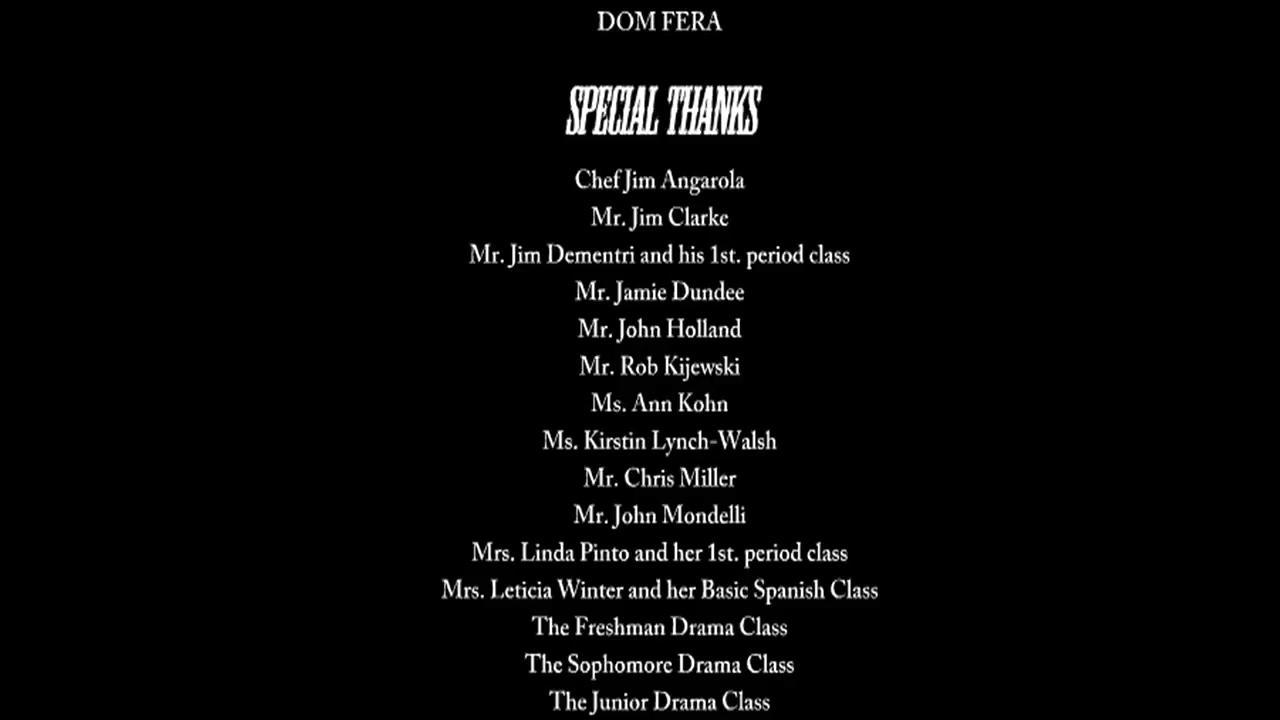 DOM FERA
SPECIAL THANKS
Chef Jim Angarola
Mr. Jim Clarke
Mr. Jim Dementri and his 1st. period class
Mr. Jamie Dundee
Mr. John Holland
Mr. Rob Kijewski
Ms. Ann Kohn
Ms. Kirstin Lynch-Walsh
Mr. Chris Miller
Mr. John Mondelli
Mrs. Linda Pinto and her 1st. period class
Mrs. Leticia Winter and her Basic Spanish Class
The Freshman Drama Class
The Sophomore Drama Class
The Junior Drama Class